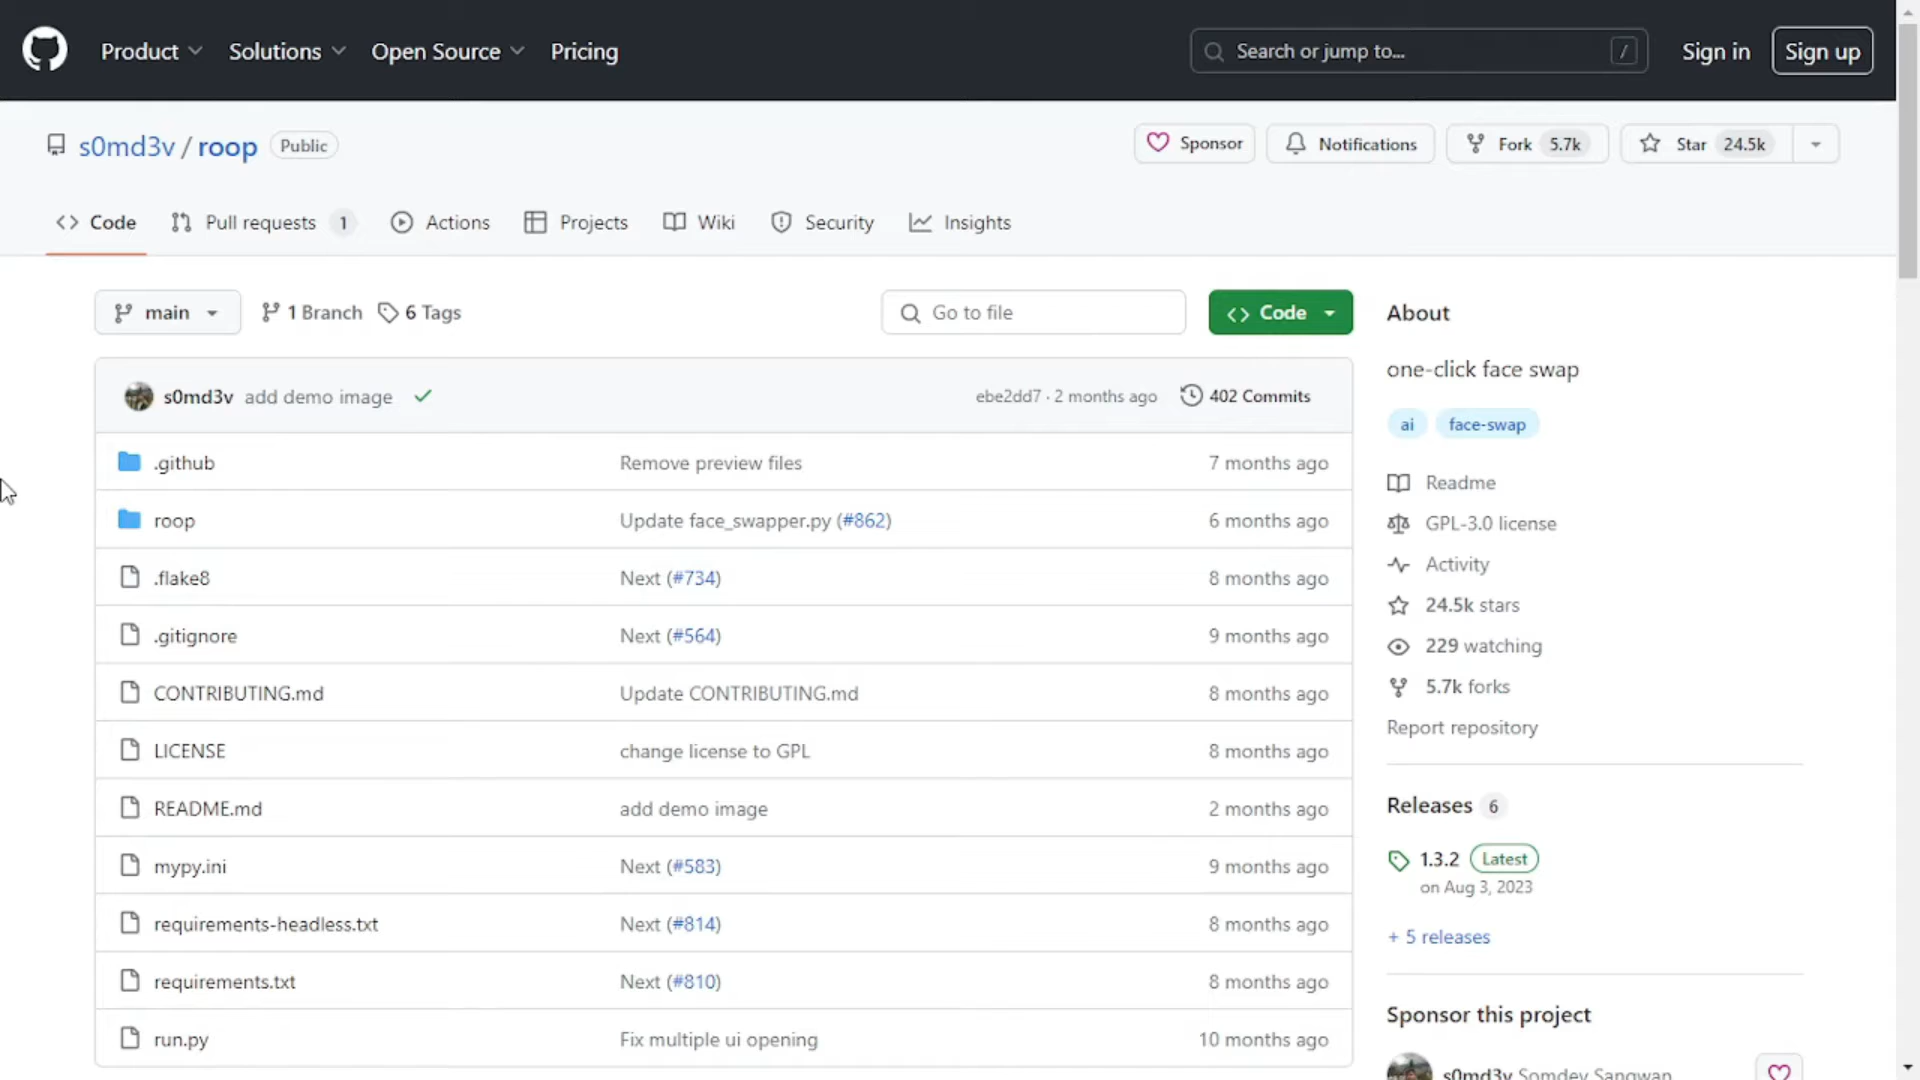 Product Solutions Open Source Pricing Search or jump to... / Sign in Sign up
s0md3v / roop Public Sponsor Notifications Fork 5.7k Star 24.5k
Code Pull requests 1 Actions Projects Wiki Security Insights
main 1 Branch 6 Tags Go to file Code
s0md3v add demo image ebe2dd7 · 2 months ago 402 Commits
.github Remove preview files 7 months ago
roop Update face_swapper.py (#862) 6 months ago
.flake8 Next (#734) 8 months ago
.gitignore Next (#564) 9 months ago
CONTRIBUTING.md Update CONTRIBUTING.md 8 months ago
LICENSE change license to GPL 8 months ago
README.md add demo image 2 months ago
mypy.ini Next (#583) 9 months ago
requirements-headless.txt Next (#814) 8 months ago
requirements.txt Next (#810) 8 months ago
run.py Fix multiple ui opening 10 months ago
About
one-click face swap
ai face-swap
Readme
GPL-3.0 license
Activity
24.5k stars
229 watching
5.7k forks
Report repository
Releases 6
1.3.2 Latest
on Aug 3, 2023
+ 5 releases
Sponsor this project
s0md3v Somdev Sangwan